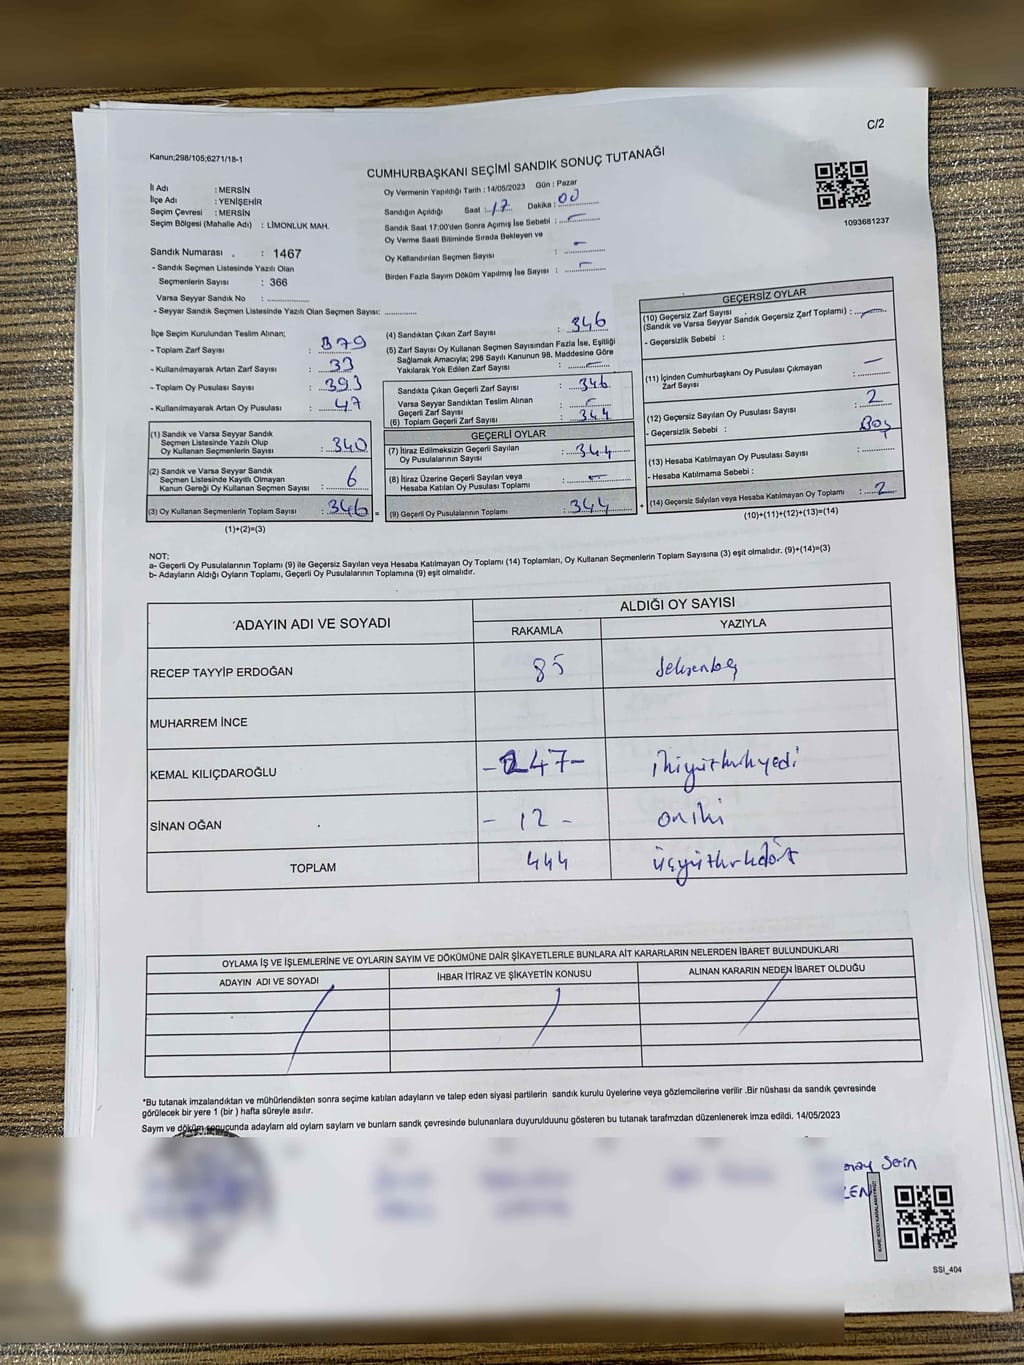 C/2
Kanun;298/105;6271/18-1
CUMHURBAŞKANI SEÇİMİ SANDIK SONUÇ TUTANAĞI
İl Adı : MERSİN
İlçe Adı : YENİŞEHİR
Seçim Çevresi : MERSİN
Seçim Bölgesi (Mahalle Adı) : LİMONLUK MAH.
Sandık Numarası : 1467
- Sandık Seçmen Listesinde Yazılı Olan
Seçmenlerin Sayısı : 366
Varsa Seyyar Sandık No : ..............
- Seyyar Sandık Seçmen Listesinde Yazılı Olan Seçmen Sayısı: ............
Oy Vermenin Yapıldığı Tarih : 14/05/2023 Gün : Pazar
Sandığın Açıldığı Saat : 17 Dakika : 00
Sandık Saat 17:00'den Sonra Açımış İse Sebebi : -
Oy Verme Saati Bitiminde Sırada Bekleyen ve
Oy Kollandırılan Seçmen Sayısı : -
Birden Fazla Sayım Döküm Yapılmış İse Sayısı : -
1093681237
İlçe Seçim Kurulundan Teslim Alınan;
- Toplam Zarf Sayısı : 379
- Kullanılmayarak Artan Zarf Sayısı : 33
- Toplam Oy Pusulası Sayısı : 393
- Kullanılmayarak Artan Oy Pusulası : 47
(1) Sandık ve Varsa Seyyar Sandık
Seçmen Listesinde Yazılı Olup
Oy Kullanan Seçmenlerin Sayısı : 340
(2) Sandık ve Varsa Seyyar Sandık
Seçmen Listesinde Kayıtlı Olmayan
Kanun Gereği Oy Kullanan Seçmen Sayısı : 6
(3) Oy Kullanan Seçmenlerin Toplam Sayısı : 346 =
(1)+(2)=(3)
(4) Sandıktan Çıkan Zarf Sayısı : 346
(5) Zarf Sayısı Oy Kullanan Seçmen Sayısından Fazla İse, Eşitliği
Sağlamak Amacıyla; 298 Sayılı Kanunun 98. Maddesine Göre
Yakılarak Yok Edilen Zarf Sayısı : -
Sandıkta Çıkan Geçerli Zarf Sayısı : 346
Varsa Seyyar Sandıktan Teslim Alınan
Geçerli Zarf Sayısı : -
(6) Toplam Geçerli Zarf Sayısı : 344
GEÇERLİ OYLAR
(7) İtiraz Edilmeksizin Geçerli Sayılan
Oy Pusulalarının Sayısı : 344
(8) İtiraz Üzerine Geçerli Sayılan veya
Hesaba Katılan Oy Pusulası Toplamı : -
(9) Geçerli Oy Pusulalarının Toplamı : 344 +
GEÇERSİZ OYLAR
(10) Geçersiz Zarf Sayısı
(Sandık ve Varsa Seyyar Sandık Geçersiz Zarf Toplamı) : -
- Geçersizlik Sebebi :
(11) İçinden Cumhurbaşkanı Oy Pusulası Çıkmayan
Zarf Sayısı :
(12) Geçersiz Sayılan Oy Pusulası Sayısı : 2
- Geçersizlik Sebebi : Boş
(13) Hesaba Katılmayan Oy Pusulası Sayısı :
- Hesaba Katılmama Sebebi :
(14) Geçersiz Sayılan veya Hesaba Katılmayan Oy Toplamı : 2
(10)+(11)+(12)+(13)=(14)
NOT:
a- Geçerli Oy Pusulalarının Toplamı (9) ile Geçersiz Sayılan veya Hesaba Katılmayan Oy Toplamı (14) Toplamları, Oy Kullanan Seçmenlerin Toplam Sayısına (3) eşit olmalıdır. (9)+(14)=(3)
b- Adayların Aldığı Oyların Toplamı, Geçerli Oy Pusulalarının Toplamına (9) eşit olmalıdır.
ADAYIN ADI VE SOYADI
ALDIĞI OY SAYISI
RAKAMLA YAZIYLA
RECEP TAYYİP ERDOĞAN 85 seksenbeş
MUHARREM İNCE
KEMAL KILIÇDAROĞLU -247- ikiyüzkırkyedi
SİNAN OĞAN - 12 - oniki
TOPLAM 444 üçyüzkırkdört
OYLAMA İŞ VE İŞLEMLERİNE VE OYLARIN SAYIM VE DÖKÜMÜNE DAİR ŞİKAYETLERLE BUNLARA AİT KARARLARIN NELERDEN İBARET BULUNDUKLARI
ADAYIN ADI VE SOYADI İHBAR İTİRAZ VE ŞİKAYETİN KONUSU ALINAN KARARIN NEDEN İBARET OLDUĞU
*Bu tutanak imzalandıktan ve mühürlendikten sonra seçime katılan adayların ve talep eden siyasi partilerin sandık kurulu üyelerine veya gözlemcilerine verilir .Bir nüshası da sandık çevresinde
görülecek bir yere 1 (bir ) hafta süreyle asılır.
Sayım ve döküm sonucunda adayların ald oyların sayların ve bunların sandk çevresinde bulunanlara duyurulduunu gösteren bu tutanak tarafımzdan düzenlenerek imza edildi. 14/05/2023
Serin
SSI_404